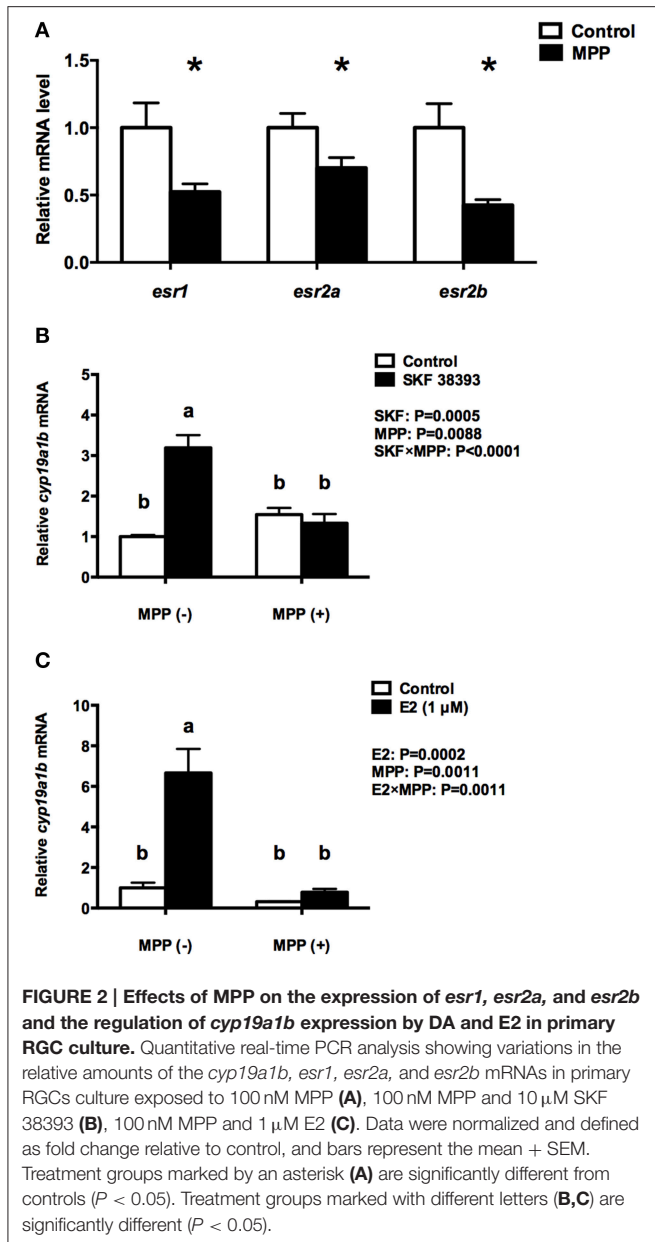 A
Control
MPP
Relative mRNA level
1.5
1.0
0.5
0.0
* * *
esr1 esr2a esr2b
B
Control
SKF 38393
SKF: P=0.0005
MPP: P=0.0088
SKF×MPP: P<0.0001
Relative cyp19a1b mRNA
5
4
3
2
1
0
b a b b
MPP (-) MPP (+)
C
Control
E2 (1 µM)
E2: P=0.0002
MPP: P=0.0011
E2×MPP: P=0.0011
Relative cyp19a1b mRNA
10
8
6
4
2
0
b a b b
MPP (-) MPP (+)
FIGURE 2 | Effects of MPP on the expression of esr1, esr2a, and esr2b
and the regulation of cyp19a1b expression by DA and E2 in primary
RGC culture. Quantitative real-time PCR analysis showing variations in the
relative amounts of the cyp19a1b, esr1, esr2a, and esr2b mRNAs in primary
RGCs culture exposed to 100 nM MPP (A), 100 nM MPP and 10 µM SKF
38393 (B), 100 nM MPP and 1 µM E2 (C). Data were normalized and defined
as fold change relative to control, and bars represent the mean + SEM.
Treatment groups marked by an asterisk (A) are significantly different from
controls (P < 0.05). Treatment groups marked with different letters (B,C) are
significantly different (P < 0.05).